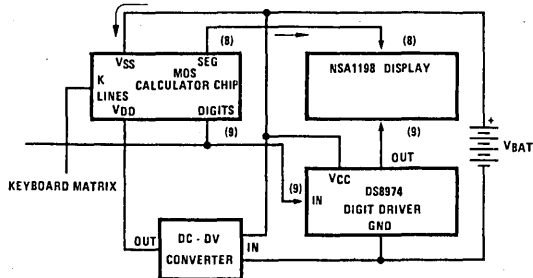 (8)
(8)
VSS
SEG
MOS
CALCULATOR CHIP
K
LINES
VDD
DIGITS
NSA1198 DISPLAY
(9)
(9)
OUT
+
VBAT
KEYBOARD MATRIX
(9)
IN
VCC
DS8974
DIGIT DRIVER
GND
OUT
DC - DV
CONVERTER
IN